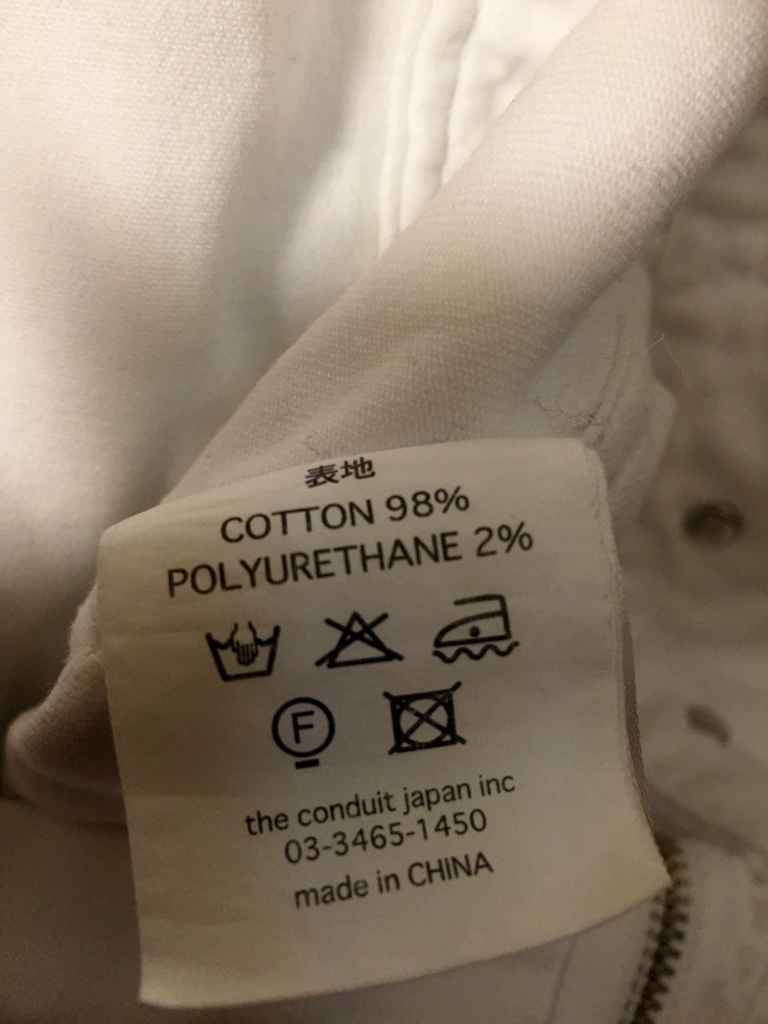 表地
COTTON 98%
POLYURETHANE 2%
F
the conduit japan inc
03-3465-1450
made in CHINA